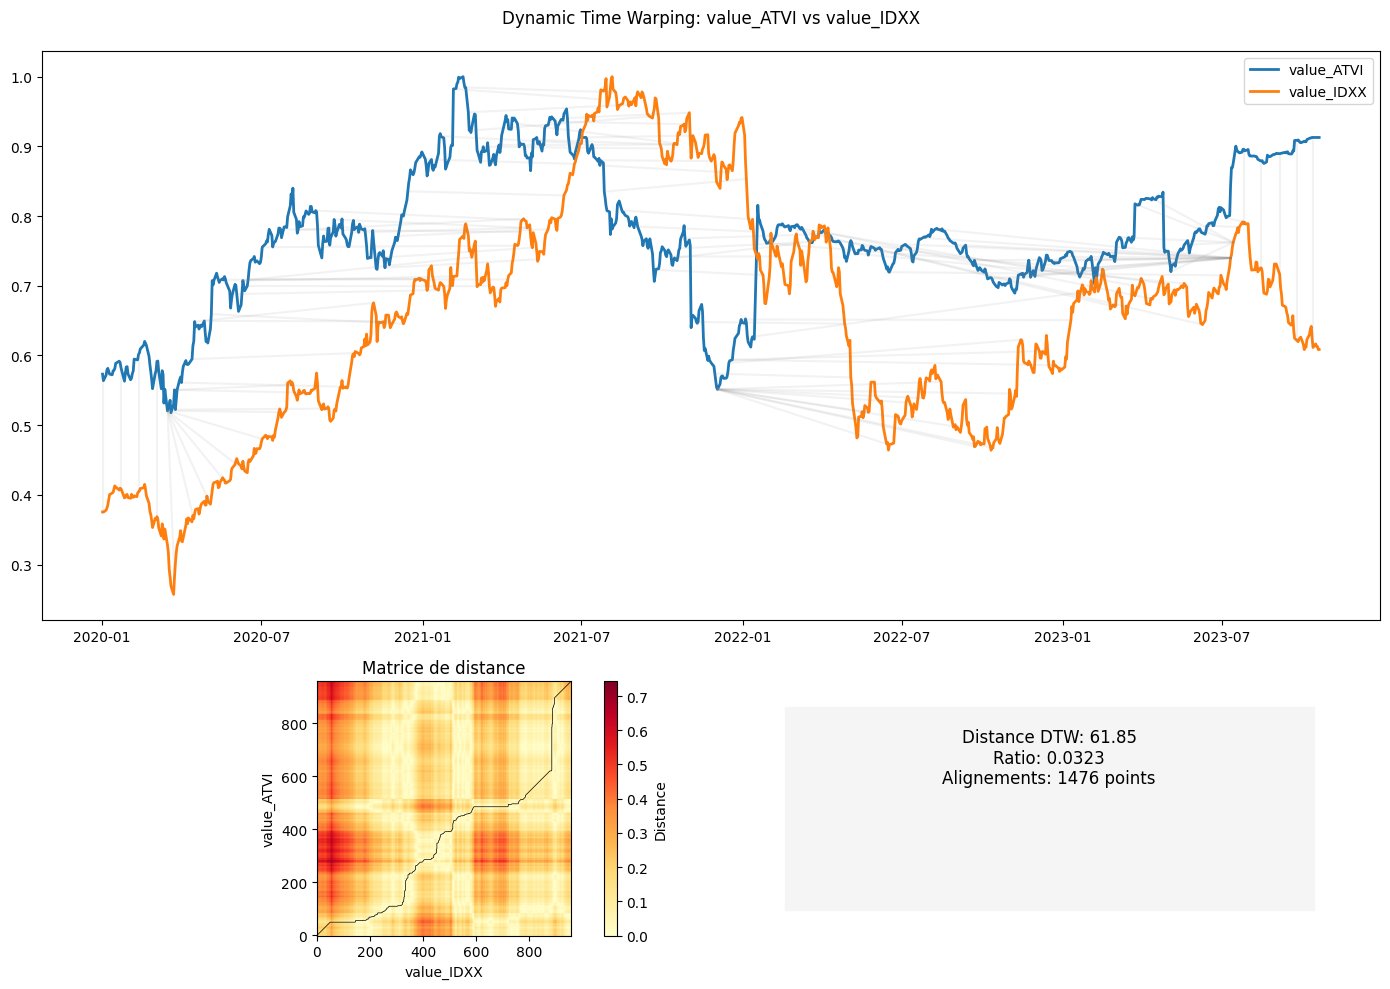 Dynamic Time Warping: value_ATVI vs value_IDXX
value_ATVI
value_IDXX
1.0
0.9
0.8
0.7
0.6
0.5
0.4
0.3
2020-01 2020-07 2021-01 2021-07 2022-01 2022-07 2023-01 2023-07
Matrice de distance
value_ATVI
800
600
400
200
0
0 200 400 600 800
value_IDXX
0.7
0.6
0.5
0.4
0.3
0.2
0.1
0.0
Distance
Distance DTW: 61.85
Ratio: 0.0323
Alignements: 1476 points